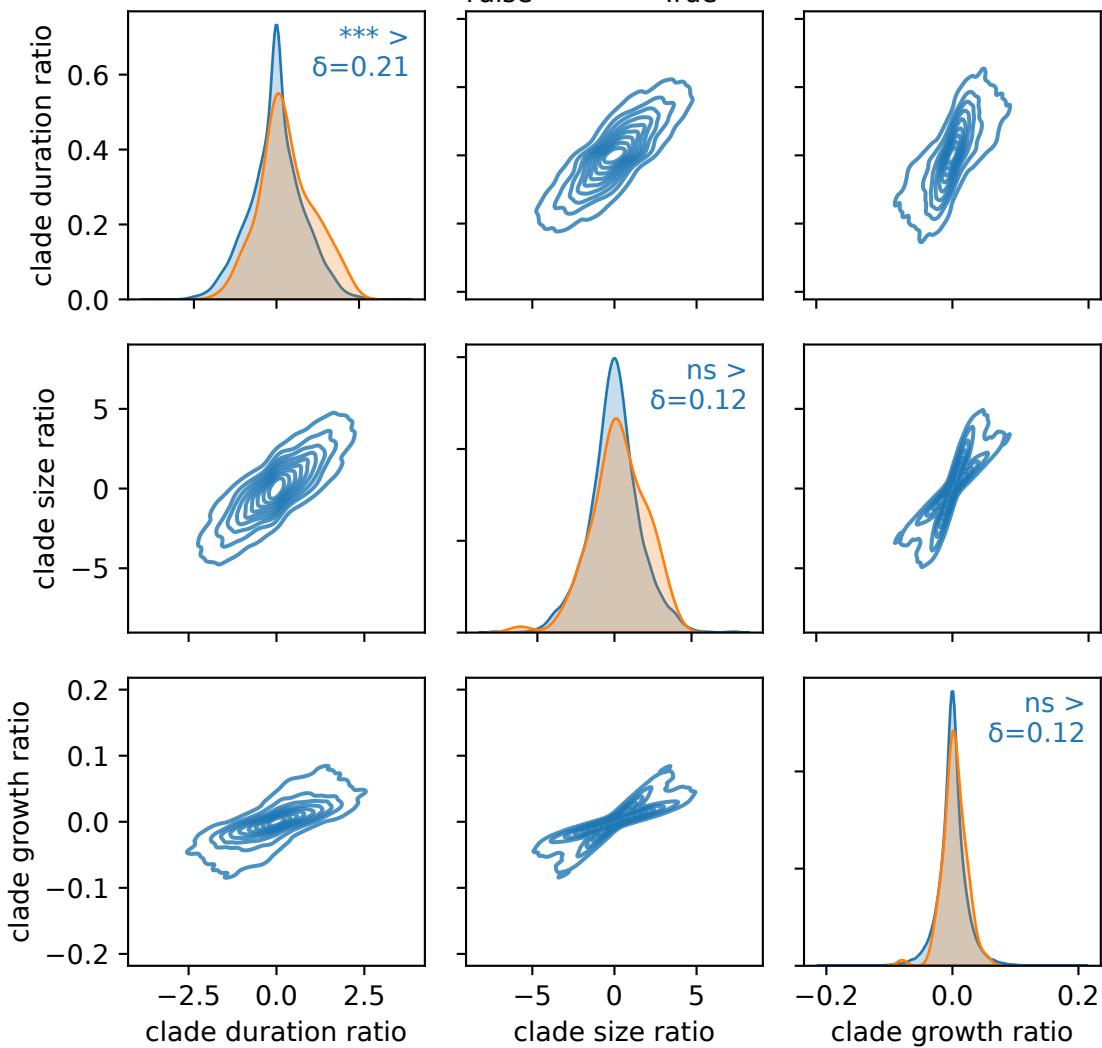 clade duration ratio
0.6
0.4
0.2
0.0
*** >
δ=0.21
clade size ratio
5
0
−5
ns >
δ=0.12
clade growth ratio
0.2
0.1
0.0
−0.1
−0.2
ns >
δ=0.12
−2.5 0.0 2.5
−5 0 5
−0.2 0.0 0.2
clade duration ratio
clade size ratio
clade growth ratio